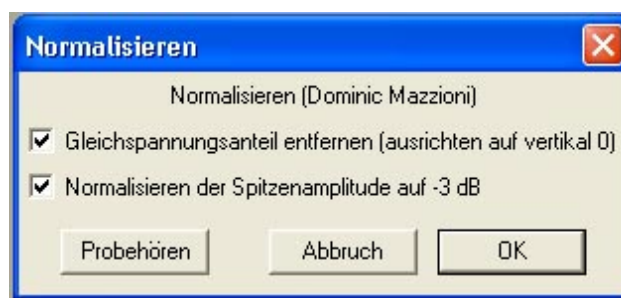 Normalisieren
Normalisieren (Dominic Mazzioni)
Gleichspannungsanteil entfernen (ausrichten auf vertikal 0)
Normalisieren der Spitzenamplitude auf -3 dB
Probehören Abbruch OK